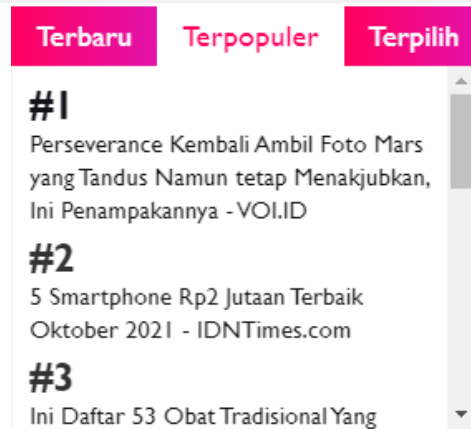 Terbaru Terpopuler Terpilih
#1
Perseverance Kembali Ambil Foto Mars
yang Tandus Namun tetap Menakjubkan,
Ini Penampakannya - VOI.ID
#2
5 Smartphone Rp2 Jutaan Terbaik
Oktober 2021 - IDNTimes.com
#3
Ini Daftar 53 Obat Tradisional Yang